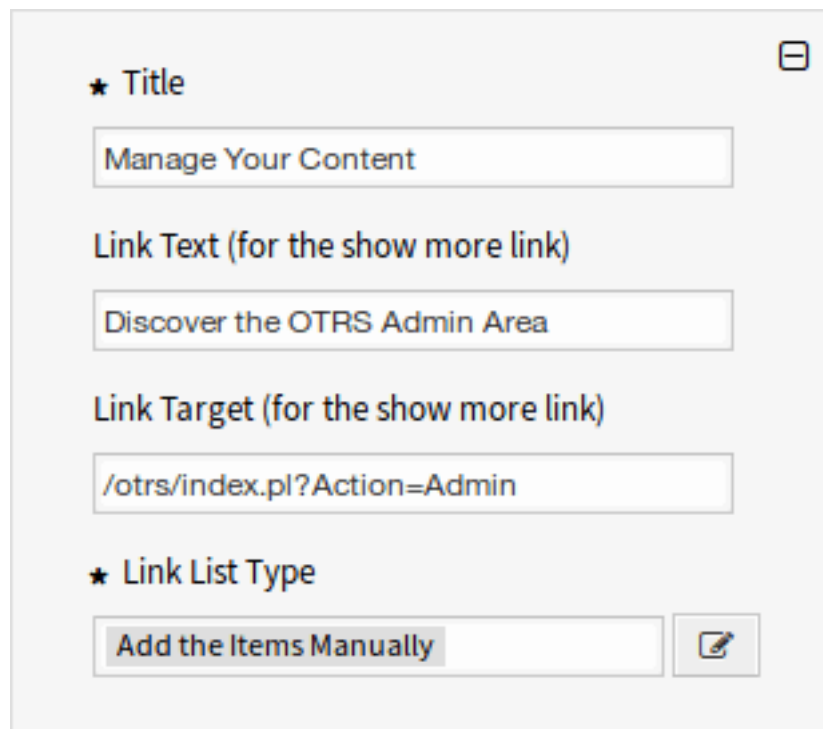 ★ Title
Manage Your Content
Link Text (for the show more link)
Discover the OTRS Admin Area
Link Target (for the show more link)
/otrs/index.pl?Action=Admin
★ Link List Type
Add the Items Manually